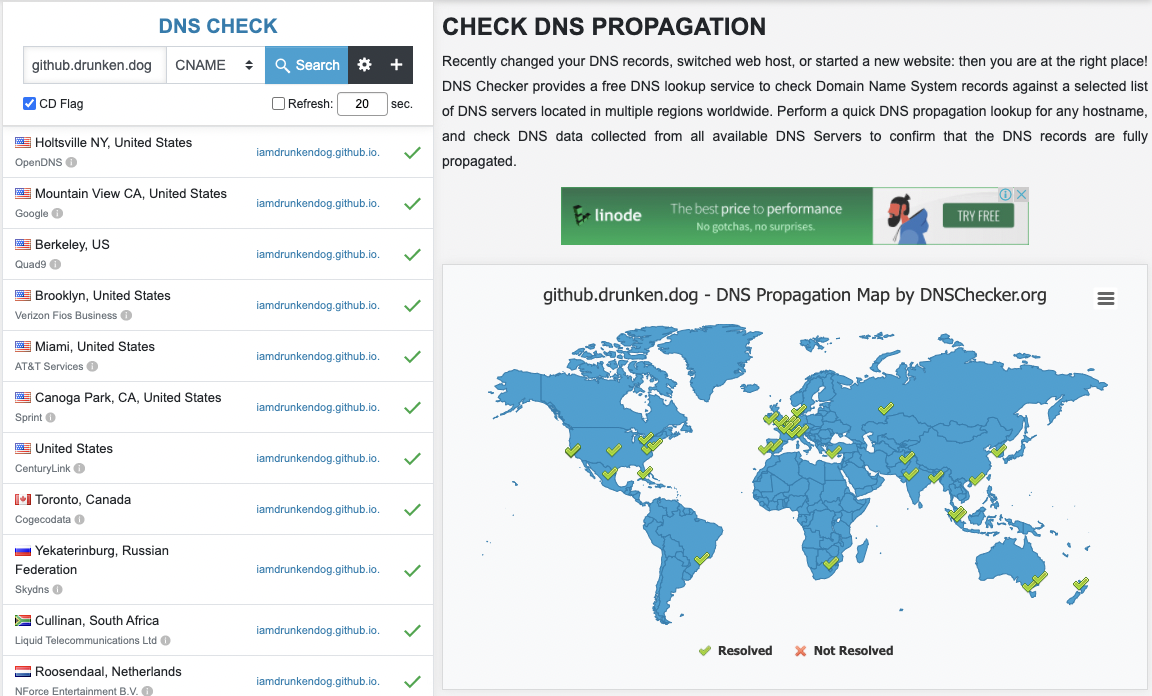 DNS CHECK
github.drunken.dog
CNAME
Search
CD Flag
Refresh:
20
sec.
Holtsville NY, United States
OpenDNS
iamdrunkendog.github.io.
Mountain View CA, United States
Google
iamdrunkendog.github.io.
Berkeley, US
Quad9
iamdrunkendog.github.io.
Brooklyn, United States
Verizon Fios Business
iamdrunkendog.github.io.
Miami, United States
AT&T Services
iamdrunkendog.github.io.
Canoga Park, CA, United States
Sprint
iamdrunkendog.github.io.
United States
CenturyLink
iamdrunkendog.github.io.
Toronto, Canada
Cogecodata
iamdrunkendog.github.io.
Yekaterinburg, Russian
Federation
Skydns
iamdrunkendog.github.io.
Cullinan, South Africa
Liquid Telecommunications Ltd
iamdrunkendog.github.io.
Roosendaal, Netherlands
NForce Entertainment B.V.
iamdrunkendog.github.io.
CHECK DNS PROPAGATION
Recently changed your DNS records, switched web host, or started a new website: then you are at the right place!
DNS Checker provides a free DNS lookup service to check Domain Name System records against a selected list
of DNS servers located in multiple regions worldwide. Perform a quick DNS propagation lookup for any hostname,
and check DNS data collected from all available DNS Servers to confirm that the DNS records are fully
propagated.
linode
The best price to performance
No gotchas, no surprises.
TRY FREE
github.drunken.dog - DNS Propagation Map by DNSChecker.org
Resolved
Not Resolved